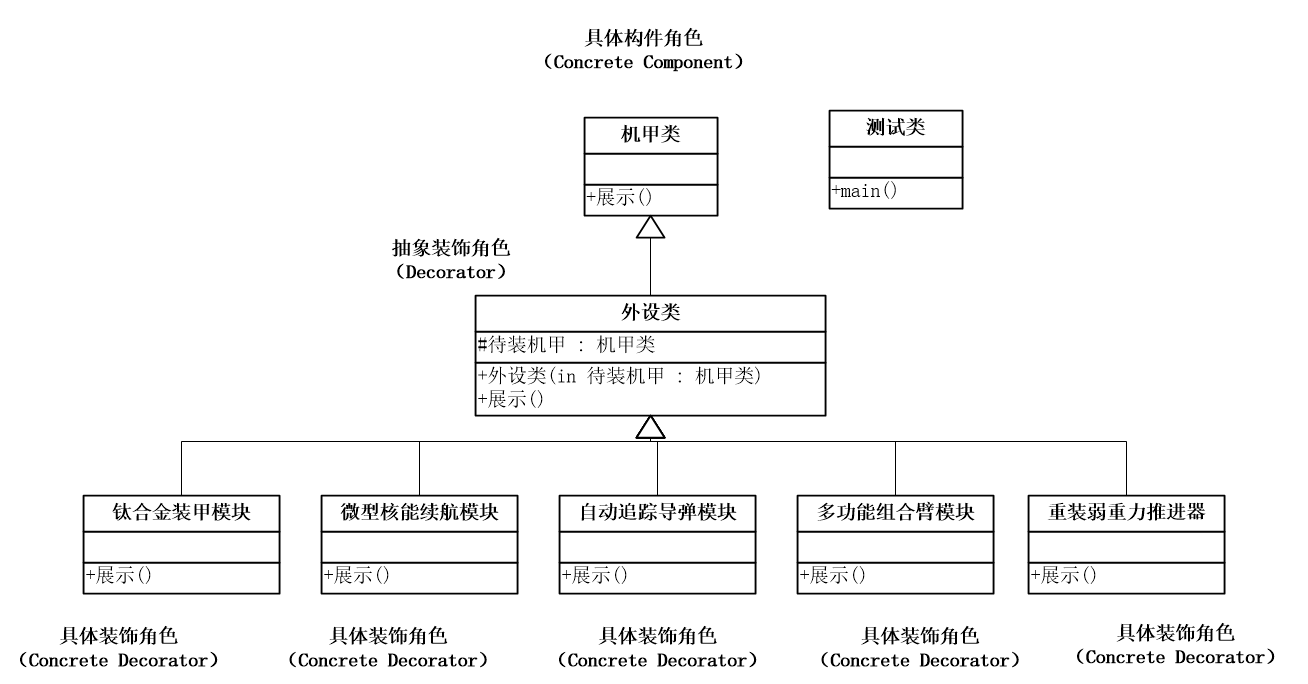 具体构件角色
（Concrete Component）
机甲类
+展示()
测试类
+main()
抽象装饰角色
（Decorator）
外设类
#待装机甲 : 机甲类
+外设类(in 待装机甲 : 机甲类)
+展示()
钛合金装甲模块
+展示()
微型核能续航模块
+展示()
自动追踪导弹模块
+展示()
多功能组合臂模块
+展示()
重装弱重力推进器
+展示()
具体装饰角色
（Concrete Decorator）
具体装饰角色
（Concrete Decorator）
具体装饰角色
（Concrete Decorator）
具体装饰角色
（Concrete Decorator）
具体装饰角色
（Concrete Decorator）